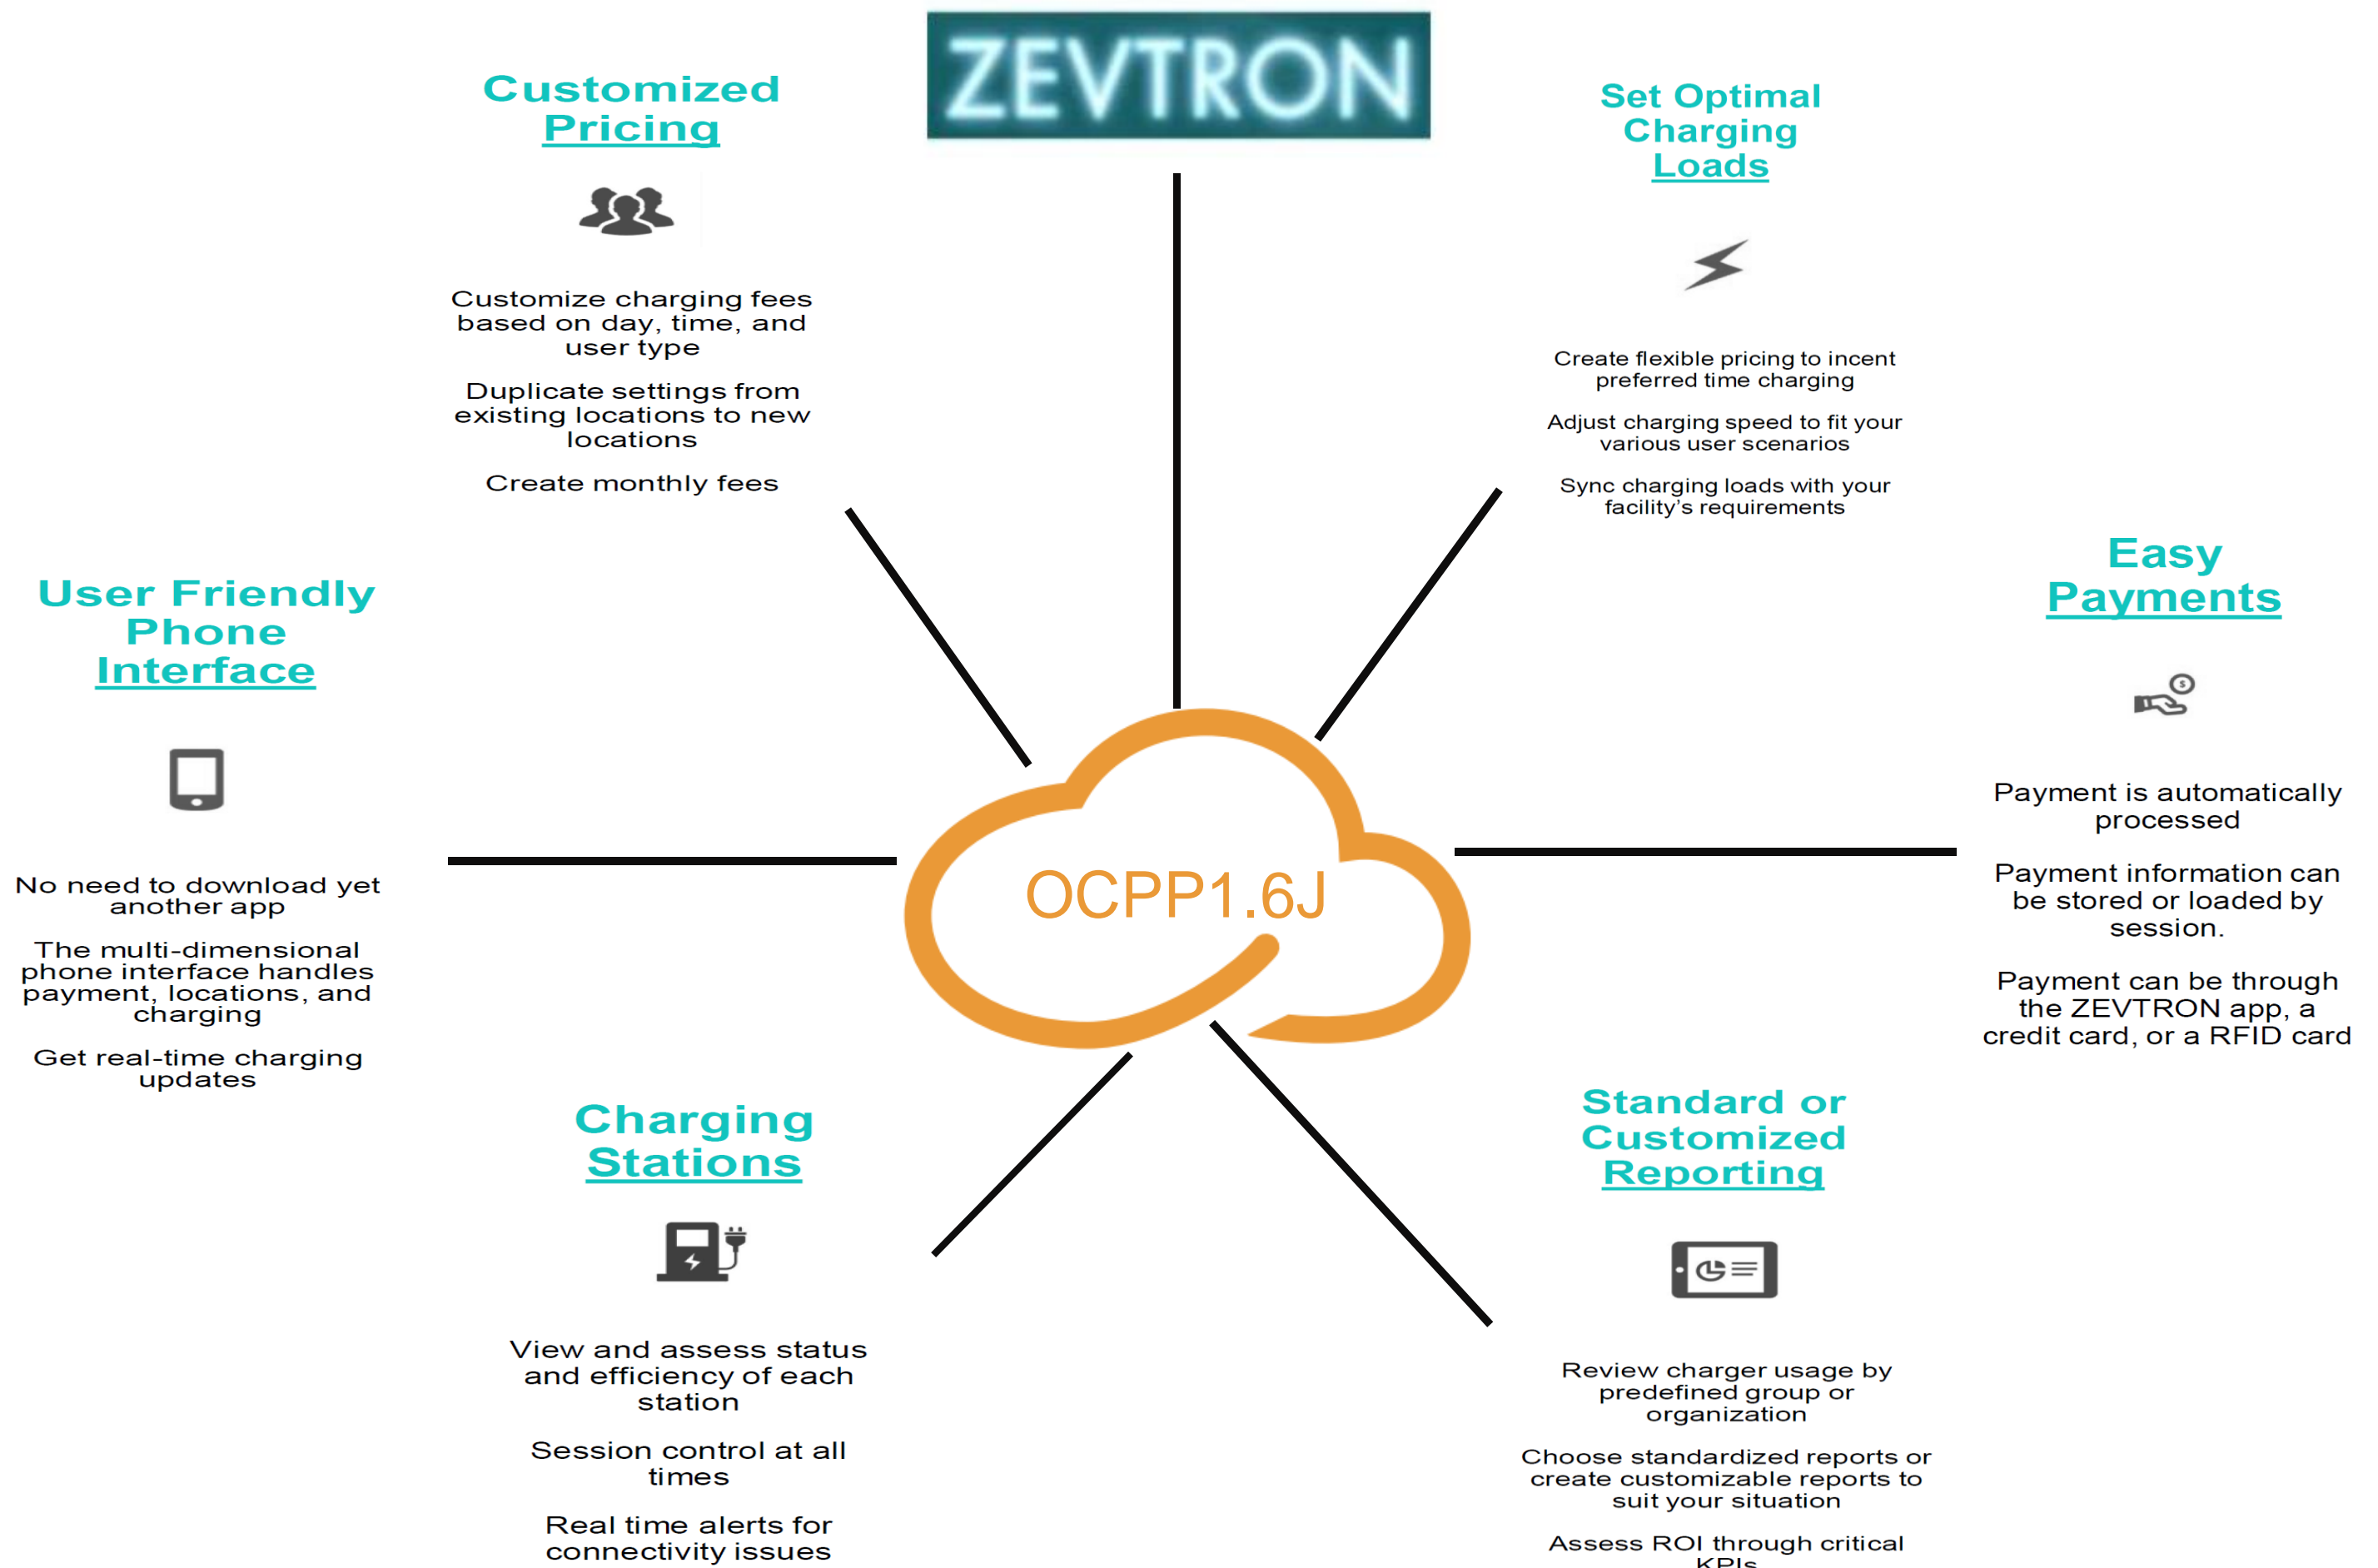 ZEVTRON
Customized
Pricing
Customize charging fees
based on day, time, and
user type
Duplicate settings from
existing locations to new
locations
Create monthly fees
Set Optimal
Charging
Loads
Create flexible pricing to incent
preferred time charging
Adjust charging speed to fit your
various user scenarios
Sync charging loads with your
facility’s requirements
User Friendly
Phone
Interface
No need to download yet
another app
The multi-dimensional
phone interface handles
payment, locations, and
charging
Get real-time charging
updates
OCPP1.6J
Easy
Payments
$
Payment is automatically
processed
Payment information can
be stored or loaded by
session.
Payment can be through
the ZEVTRON app, a
credit card, or a RFID card
Charging
Stations
View and assess status
and efficiency of each
station
Session control at all
times
Real time alerts for
connectivity issues
Standard or
Customized
Reporting
Review charger usage by
predefined group or
organization
Choose standardized reports or
create customizable reports to
suit your situation
Assess ROI through critical
KPIs